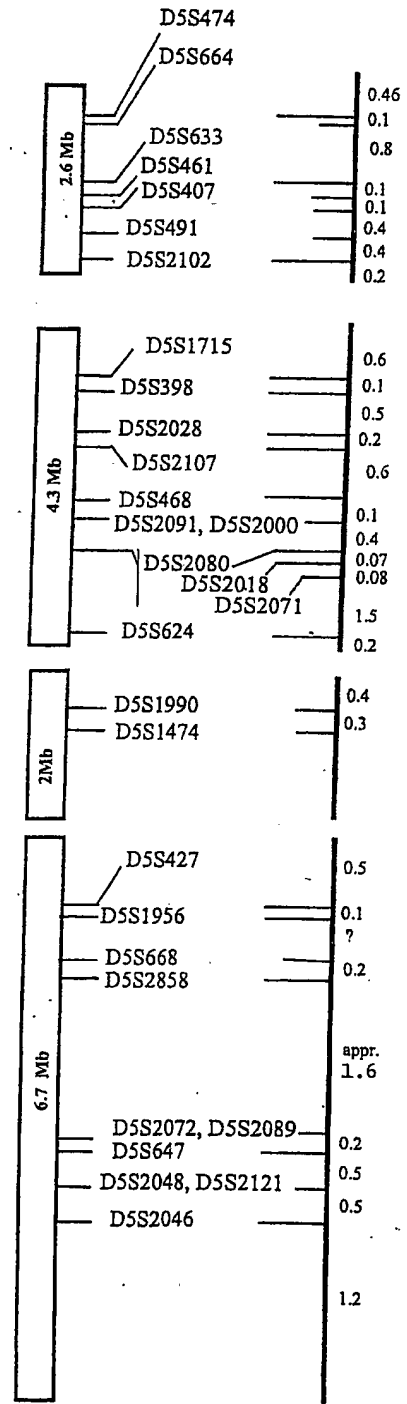 D5S474
D5S664
0.46
0.1
0.8
2.6 Mb
D5S633
D5S461
D5S407
0.1
0.1
0.4
D5S491
0.4
D5S2102
0.2
D5S1715
0.6
D5S398
0.1
0.5
D5S2028
0.2
D5S2107
0.6
4.3 Mb
D5S468
0.1
D5S2091, D5S2000
0.4
D5S2080
0.07
D5S2018
0.08
D5S2071
1.5
D5S624
0.2
D5S1990
0.4
D5S1474
0.3
2Mb
D5S427
0.5
D5S1956
0.1
?
D5S668
0.2
D5S2858
appr.
1.6
6.7 Mb
D5S2072, D5S2089
0.2
D5S647
0.5
D5S2048, D5S2121
0.5
D5S2046
1.2